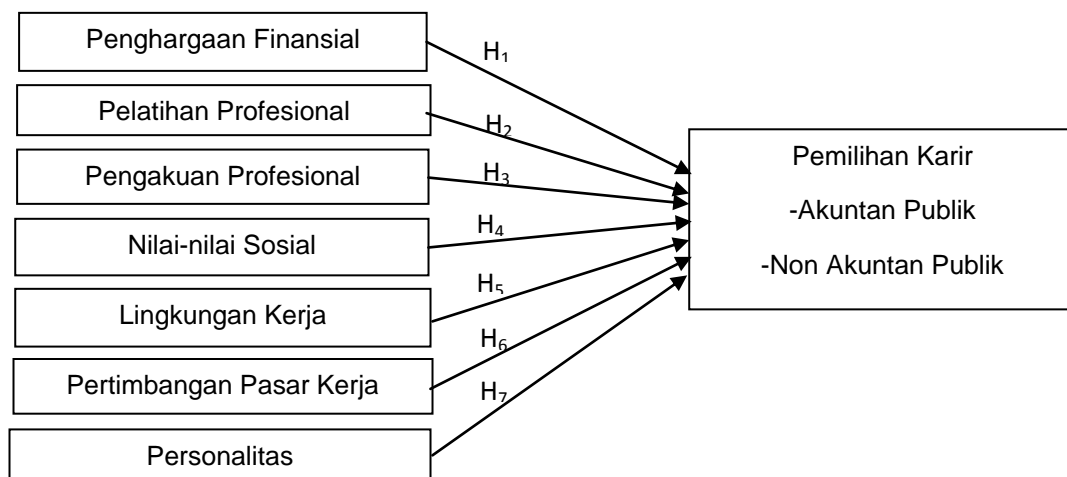 Penghargaan Finansial
H₁
Pelatihan Profesional
H₂
Pengakuan Profesional
H₃
Nilai-nilai Sosial
H₄
Lingkungan Kerja
H₅
Pertimbangan Pasar Kerja
H₆
Personalitas
H₇
Pemilihan Karir
-Akuntan Publik
-Non Akuntan Publik